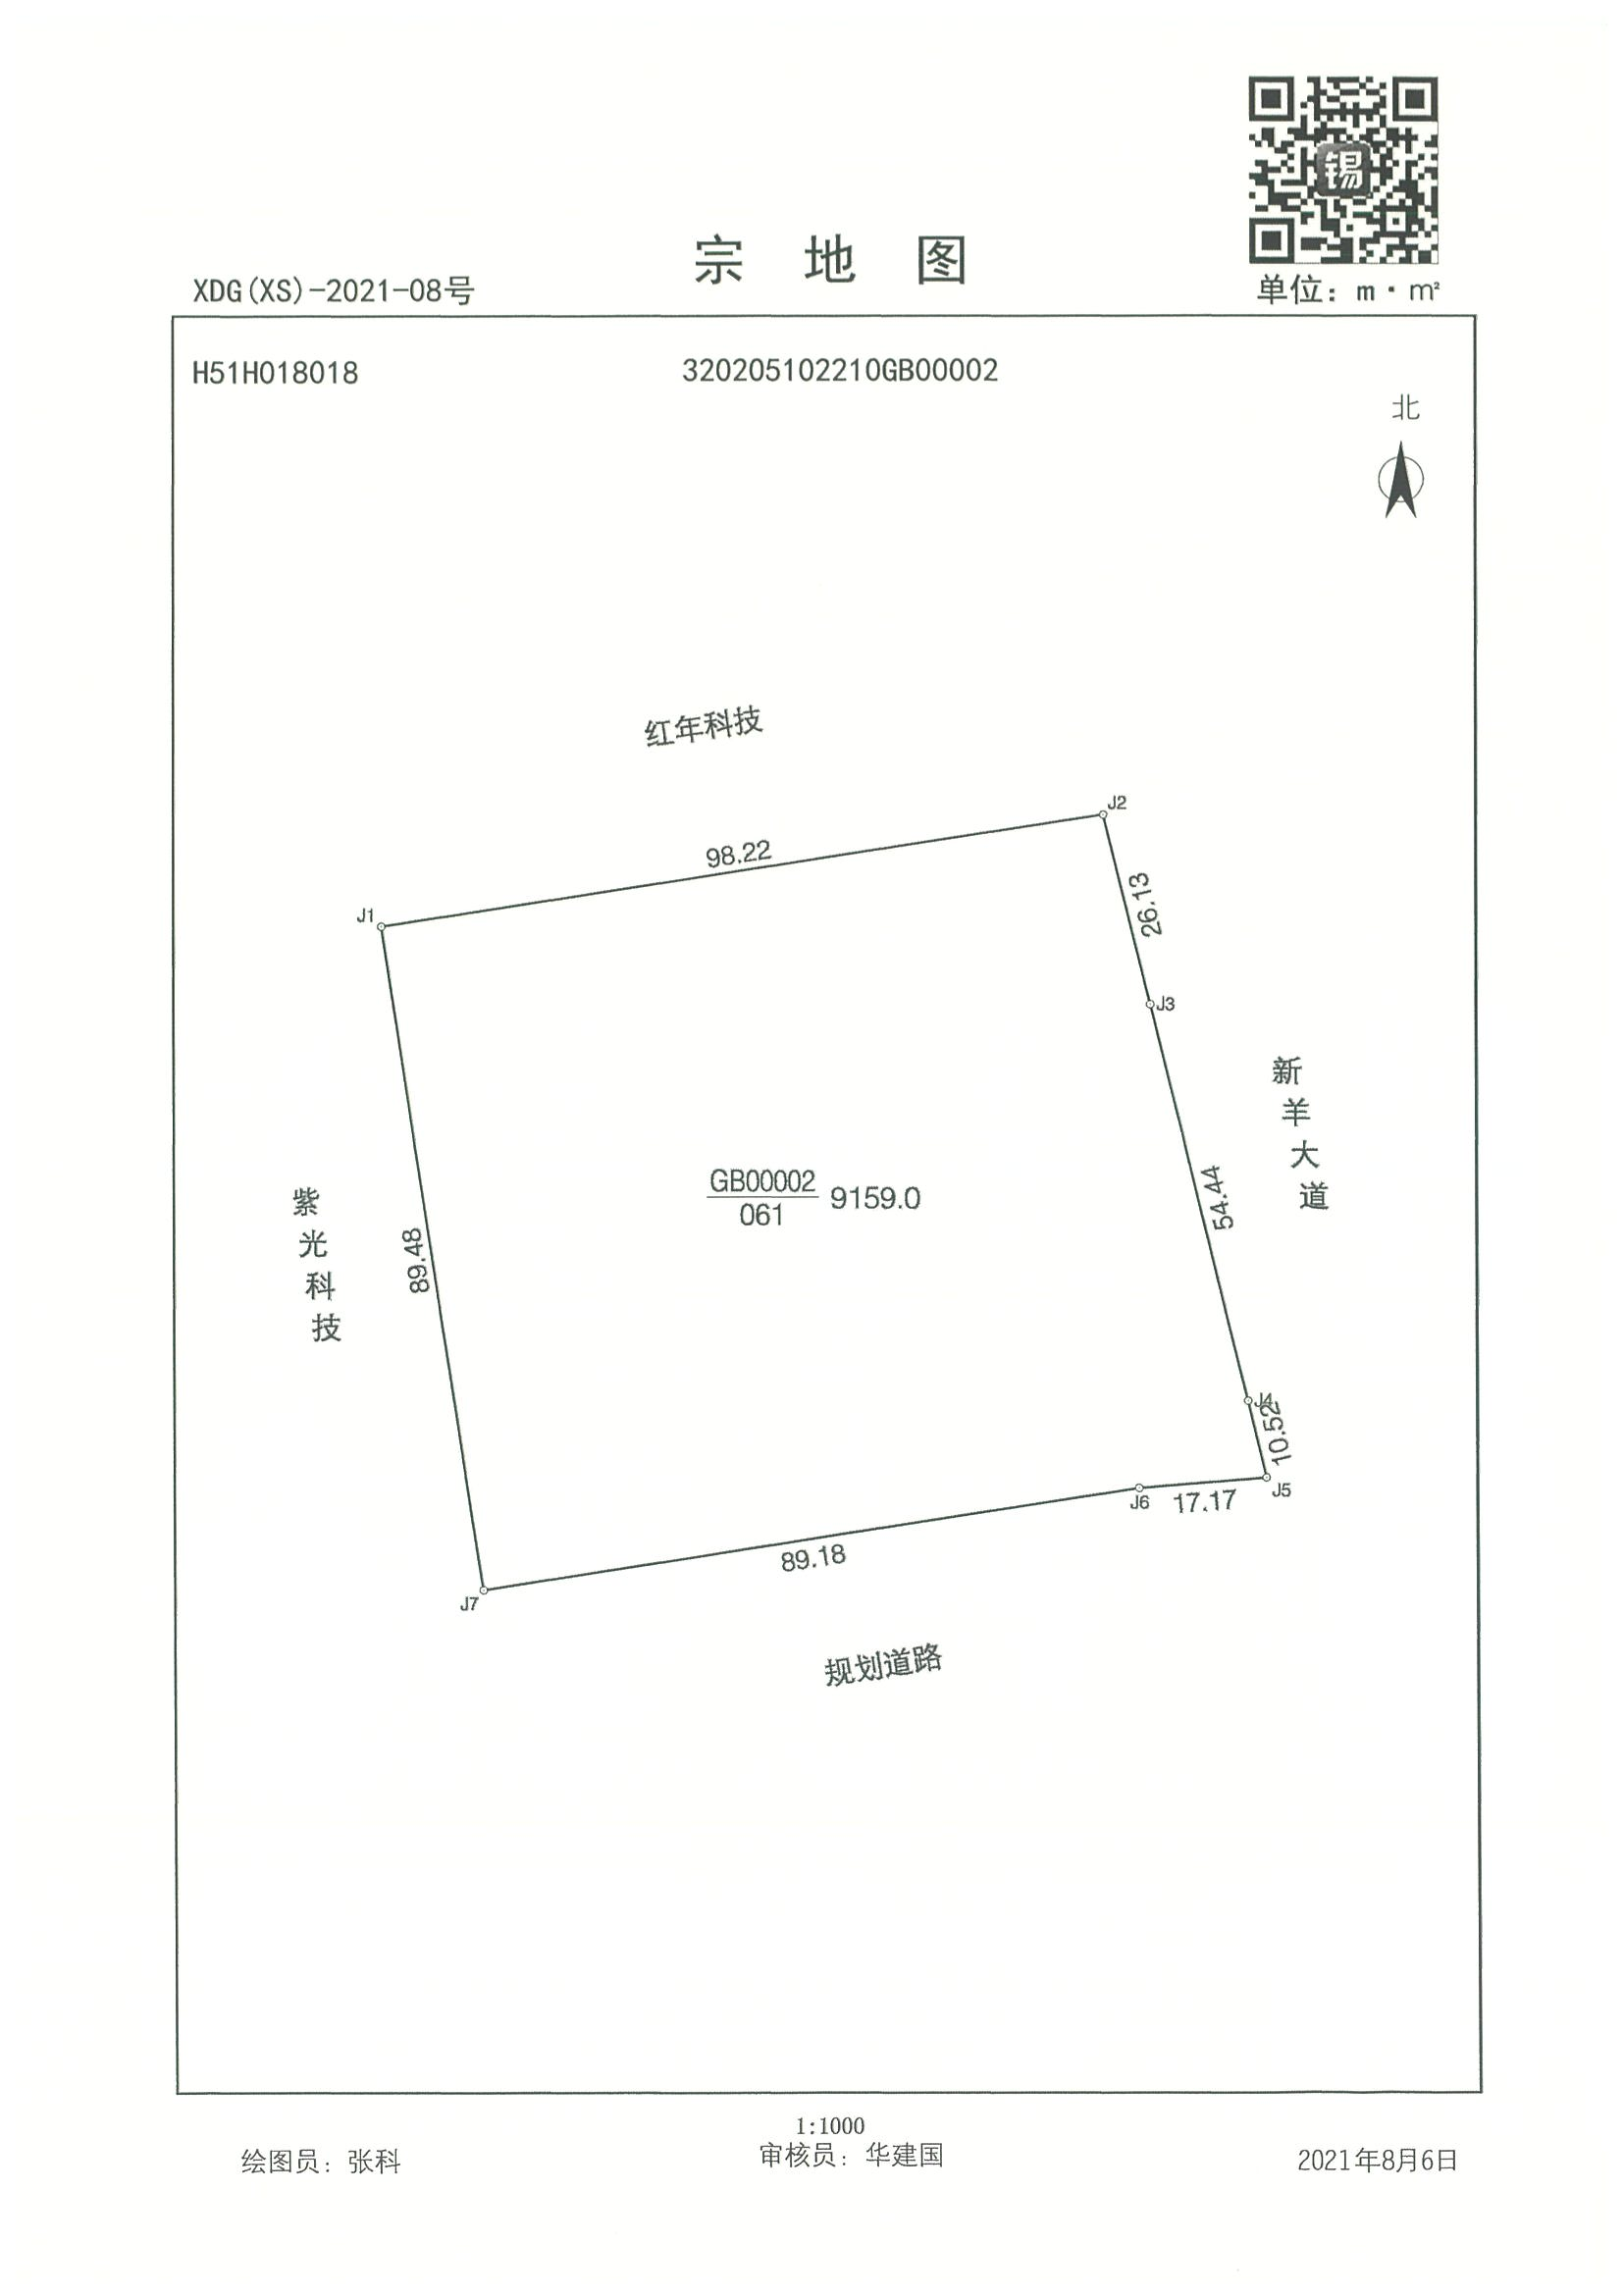 锡
宗 地 图
XDG(XS)-2021-08号
单位：m·m²
H51H018018
320205102210GB00002
北
红年科技
J2
98.22
J1
26.13
J3
新羊大道
GB00002
061
9159.0
54.44
紫光科技
89.48
J4
10.52
J5
J6
17.17
89.18
J7
规划道路
1:1000
绘图员：张科
审核员：华建国
2021年8月6日